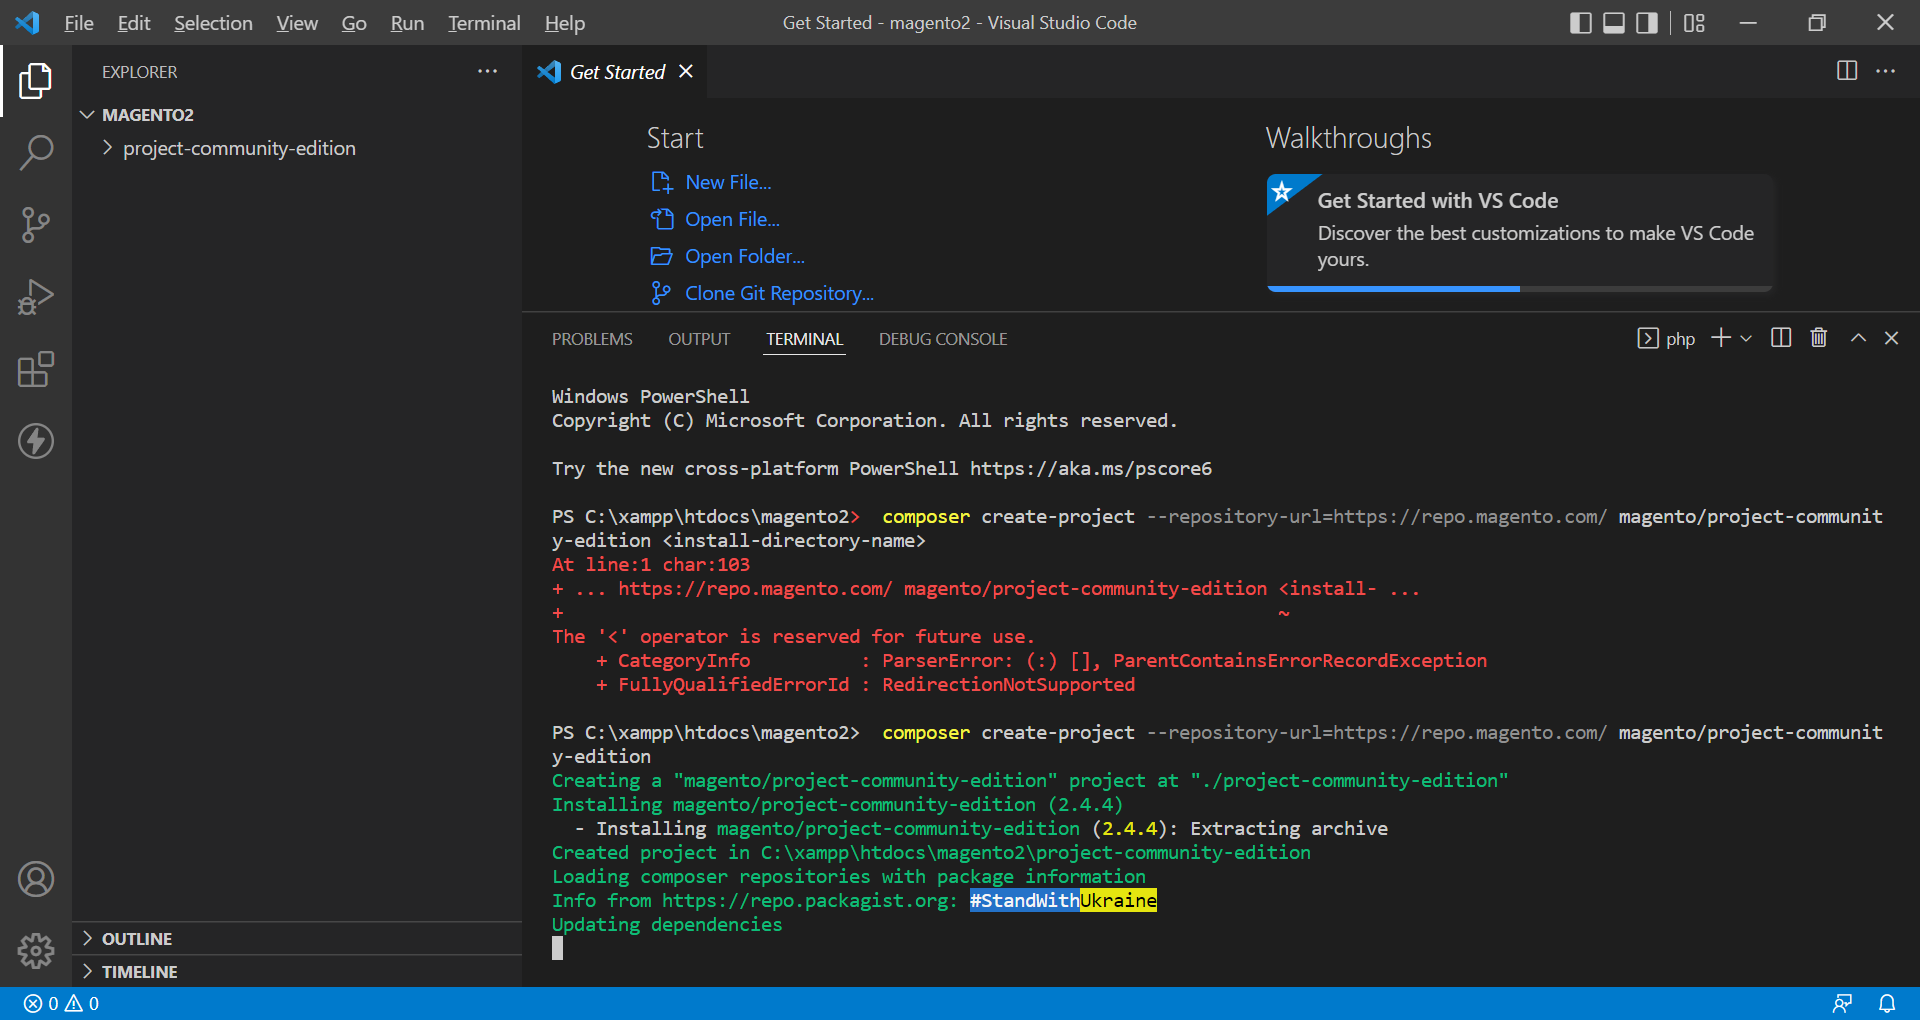 File Edit Selection View Go Run Terminal Help
Get Started - magento2 - Visual Studio Code
EXPLORER
MAGENTO2
project-community-edition
OUTLINE
TIMELINE
Get Started
Start
New File...
Open File...
Open Folder...
Clone Git Repository...
Walkthroughs
Get Started with VS Code
Discover the best customizations to make VS Code
yours.
PROBLEMS OUTPUT TERMINAL DEBUG CONSOLE
php
Windows PowerShell
Copyright (C) Microsoft Corporation. All rights reserved.
Try the new cross-platform PowerShell https://aka.ms/pscore6
PS C:\xampp\htdocs\magento2>  composer create-project --repository-url=https://repo.magento.com/ magento/project-communit
y-edition <install-directory-name>
At line:1 char:103
+ ... https://repo.magento.com/ magento/project-community-edition <install- ...
+                                                                 ~
The '<' operator is reserved for future use.
    + CategoryInfo          : ParserError: (:) [], ParentContainsErrorRecordException
    + FullyQualifiedErrorId : RedirectionNotSupported
PS C:\xampp\htdocs\magento2>  composer create-project --repository-url=https://repo.magento.com/ magento/project-communit
y-edition
Creating a "magento/project-community-edition" project at "./project-community-edition"
Installing magento/project-community-edition (2.4.4)
  - Installing magento/project-community-edition (2.4.4): Extracting archive
Created project in C:\xampp\htdocs\magento2\project-community-edition
Loading composer repositories with package information
Info from https://repo.packagist.org: #StandWithUkraine
Updating dependencies
0 0